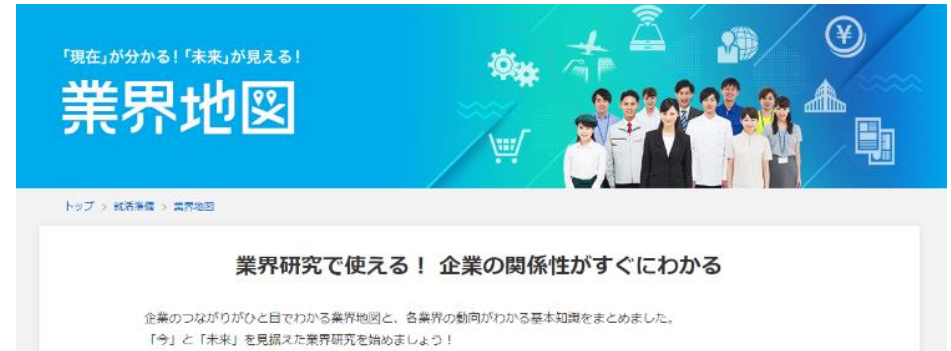 「現在」が分かる！「未来」が見える！
業界地図
トップ > 就活準備 > 業界地図
業界研究で使える！ 企業の関係性がすぐにわかる
企業のつながりがひと目でわかる業界地図と、各業界の動向がわかる基本知識をまとめました。
「今」と「未来」を見据えた業界研究を始めましょう！